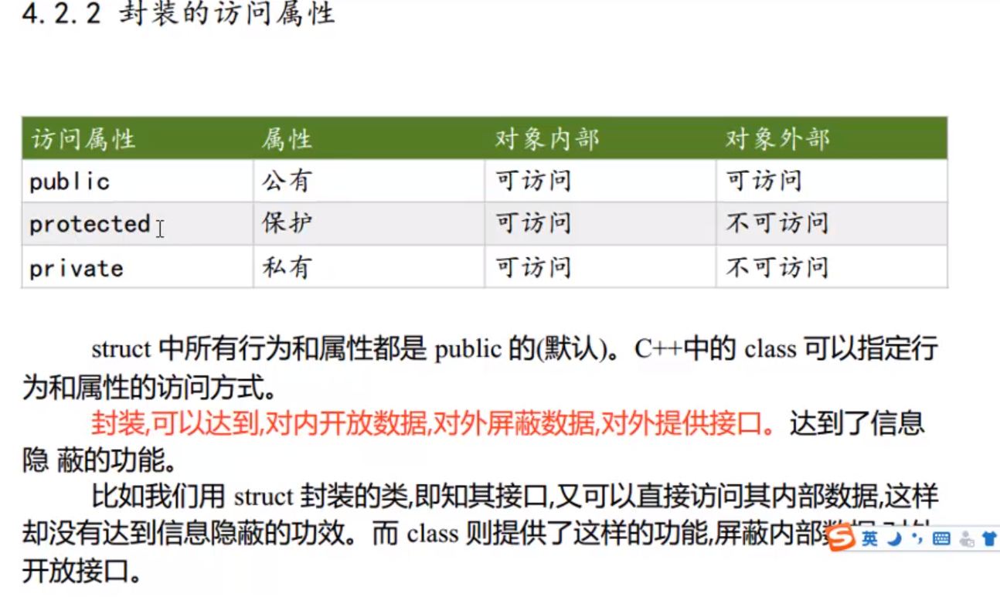 4.2.2 封装的访问属性
访问属性 属性 对象内部 对象外部
public 公有 可访问 可访问
protected 保护 可访问 不可访问
private 私有 可访问 不可访问
struct 中所有行为和属性都是 public 的(默认)。C++中的 class 可以指定行
为和属性的访问方式。
封装,可以达到,对内开放数据,对外屏蔽数据,对外提供接口。达到了信息
隐 蔽的功能。
比如我们用 struct 封装的类,即知其接口,又可以直接访问其内部数据,这样
却没有达到信息隐蔽的功效。而 class 则提供了这样的功能,屏蔽内部
英
开放接口。